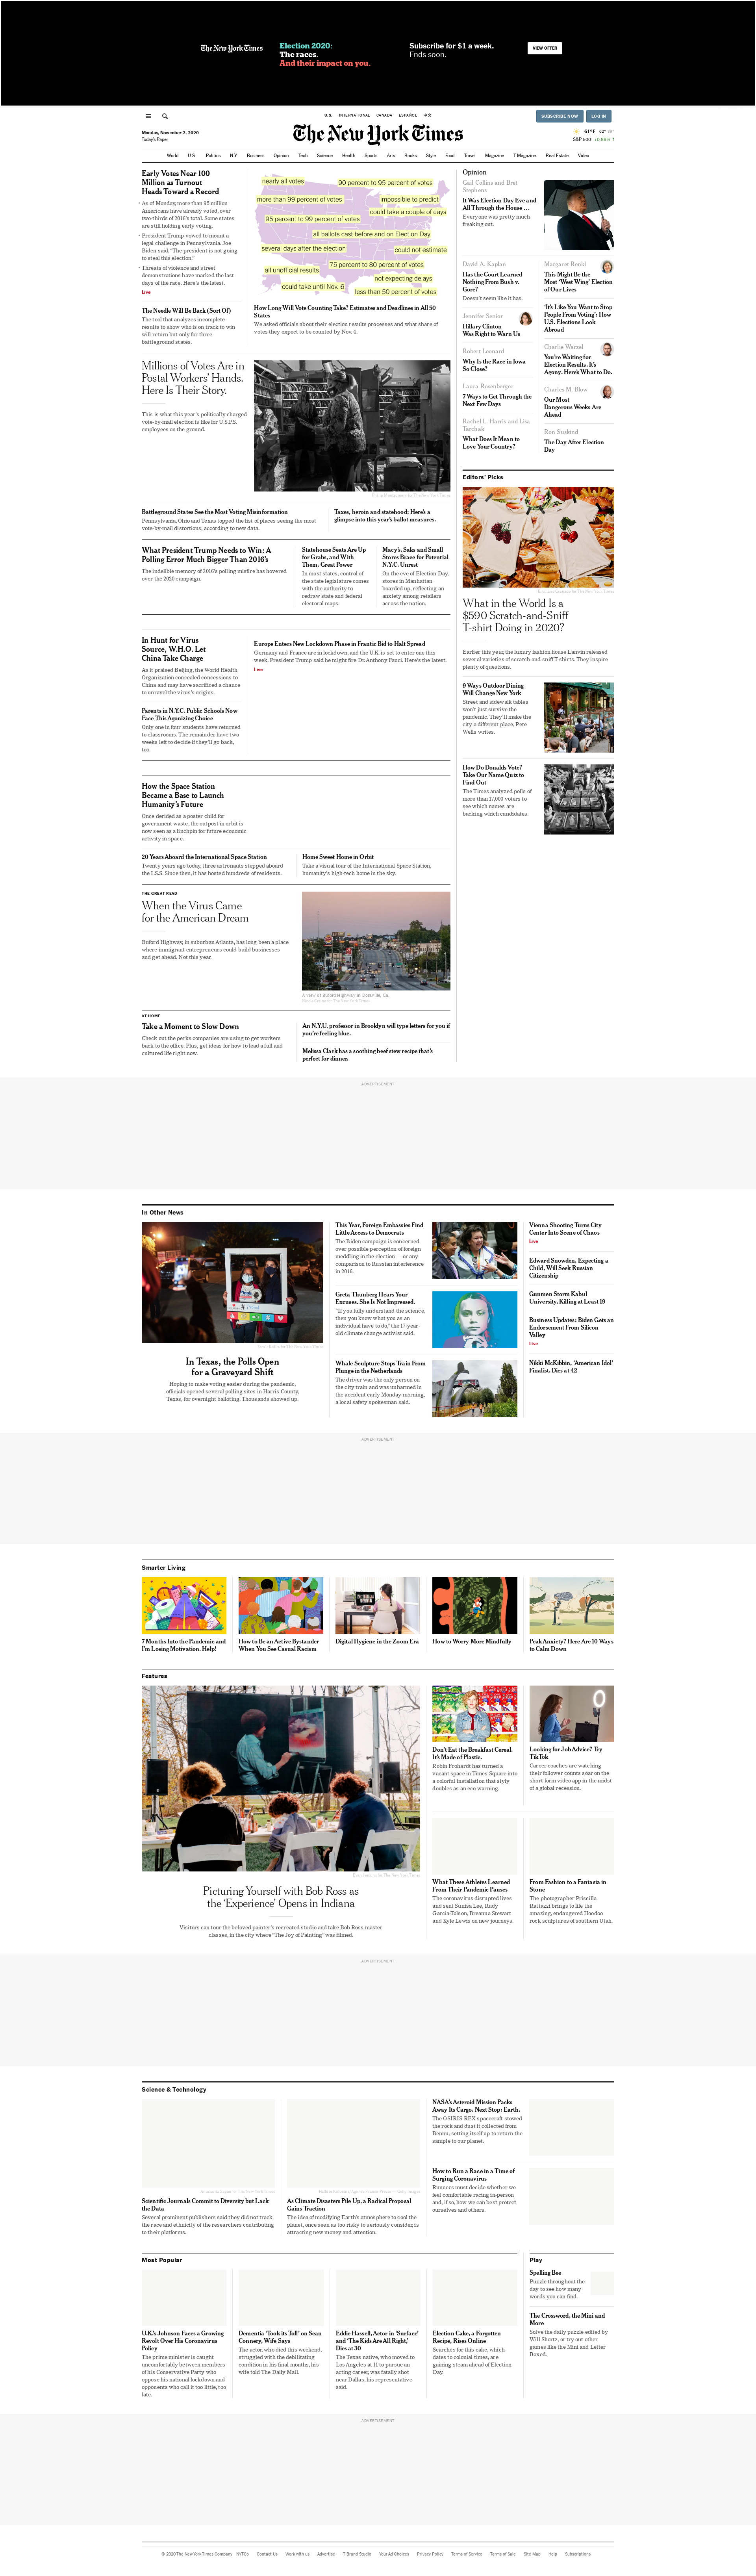 The New York Times
Election 2020:
The races.
And their impact on you.
Subscribe for $1 a week.
Ends soon.
VIEW OFFER
U.S. INTERNATIONAL CANADA ESPAÑOL 中文
SUBSCRIBE NOW LOG IN
Monday, November 2, 2020
Today's Paper
The New York Times
61°F
S&P 500 +0.88% ↑
World U.S. Politics N.Y. Business Opinion Tech Science Health Sports Arts Books Style Food Travel Magazine T Magazine Real Estate Video
Early Votes Near 100
Million as Turnout
Heads Toward a Record
• As of Monday, more than 95 million
Americans have already voted, over
two-thirds of 2016's total. Some states
are still holding early voting.
• President Trump vowed to mount a
legal challenge in Pennsylvania. Joe
Biden said, “The president is not going
to steal this election.”
• Threats of violence and street
demonstrations have marked the last
days of the race. Here's the latest.
Live
The Needle Will Be Back (Sort Of)
The tool that analyzes incomplete
results to show who is on track to win
will return but only for three
battleground states.
nearly all votes
90 percent to 95 percent of votes
more than 99 percent of votes
impossible to predict
could take a couple of days
95 percent to 99 percent of votes
all ballots cast before and on Election Day
several days after the election
could not estimate
75 percent to 80 percent of votes
all unofficial results
not expecting delays
could take until Nov. 6
less than 50 percent of votes
How Long Will Vote Counting Take? Estimates and Deadlines in All 50
States
We asked officials about their election results processes and what share of
votes they expect to be counted by Nov. 4.
Millions of Votes Are in
Postal Workers' Hands.
Here Is Their Story.
This is what this year's politically charged
vote-by-mail election is like for U.S.P.S.
employees on the ground.
Battleground States See the Most Voting Misinformation
Pennsylvania, Ohio and Texas topped the list of places seeing the most
vote-by-mail distortions, according to new data.
Taxes, heroin and statehood: Here's a
glimpse into this year's ballot measures.
What President Trump Needs to Win: A
Polling Error Much Bigger Than 2016's
The indelible memory of 2016's polling misfire has hovered
over the 2020 campaign.
Statehouse Seats Are Up
for Grabs, and With
Them, Great Power
In most states, control of
the state legislature comes
with the authority to
redraw state and federal
electoral maps.
Macy's, Saks and Small
Stores Brace for Potential
N.Y.C. Unrest
On the eve of Election Day,
stores in Manhattan
boarded up, reflecting an
anxiety among retailers
across the nation.
In Hunt for Virus
Source, W.H.O. Let
China Take Charge
As it praised Beijing, the World Health
Organization concealed concessions to
China and may have sacrificed a chance
to unravel the virus's origins.
Parents in N.Y.C. Public Schools Now
Face This Agonizing Choice
Only one in four students have returned
to classrooms. The remainder have two
weeks left to decide if they'll go back,
too.
Europe Enters New Lockdown Phase in Frantic Bid to Halt Spread
Germany and France are in lockdown, and the U.K. is set to enter one this
week. President Trump said he might fire Dr. Anthony Fauci. Here's the latest.
Live
How the Space Station
Became a Base to Launch
Humanity's Future
Once derided as a poster child for
government waste, the outpost in orbit is
now seen as a linchpin for future economic
activity in space.
20 Years Aboard the International Space Station
Twenty years ago today, three astronauts stepped aboard
the I.S.S. Since then, it has hosted hundreds of residents.
Home Sweet Home in Orbit
Take a visual tour of the International Space Station,
humanity's high-tech home in the sky.
THE GREAT READ
When the Virus Came
for the American Dream
Buford Highway, in suburban Atlanta, has long been a place
where immigrant entrepreneurs could build businesses
and get ahead. Not this year.
A view of Buford Highway in Doraville, Ga.
AT HOME
Take a Moment to Slow Down
Check out the perks companies are using to get workers
back to the office. Plus, get ideas for how to lead a full and
cultured life right now.
An N.Y.U. professor in Brooklyn will type letters for you if
you're feeling blue.
Melissa Clark has a soothing beef stew recipe that's
perfect for dinner.
Opinion
Gail Collins and Bret
Stephens
It Was Election Day Eve and
All Through the House …
Everyone was pretty much
freaking out.
David A. Kaplan
Has the Court Learned
Nothing From Bush v.
Gore?
Doesn't seem like it has.
Jennifer Senior
Hillary Clinton
Was Right to Warn Us
Robert Leonard
Why Is the Race in Iowa
So Close?
Laura Rosenberger
7 Ways to Get Through the
Next Few Days
Rachel L. Harris and Lisa
Tarchak
What Does It Mean to
Love Your Country?
Margaret Renkl
This Might Be the
Most ‘West Wing’ Election
of Our Lives
‘It's Like You Want to Stop
People From Voting’: How
U.S. Elections Look
Abroad
Charlie Warzel
You're Waiting for
Election Results. It's
Agony. Here's What to Do.
Charles M. Blow
Our Most
Dangerous Weeks Are
Ahead
Ron Suskind
The Day After Election
Day
Editors' Picks
What in the World Is a
$590 Scratch-and-Sniff
T-shirt Doing in 2020?
Earlier this year, the luxury fashion house Lanvin released
several varieties of scratch-and-sniff T-shirts. They inspire
plenty of questions.
9 Ways Outdoor Dining
Will Change New York
Street and sidewalk tables
won't just survive the
pandemic. They'll make the
city a different place, Pete
Wells writes.
How Do Donalds Vote?
Take Our Name Quiz to
Find Out
The Times analyzed polls of
more than 17,000 voters to
see which names are
backing which candidates.
ADVERTISEMENT
In Other News
In Texas, the Polls Open
for a Graveyard Shift
Hoping to make voting easier during the pandemic,
officials opened several polling sites in Harris County,
Texas, for overnight balloting. Thousands showed up.
This Year, Foreign Embassies Find
Little Access to Democrats
The Biden campaign is concerned
over possible perception of foreign
meddling in the election — or any
comparison to Russian interference
in 2016.
Greta Thunberg Hears Your
Excuses. She Is Not Impressed.
“If you fully understand the science,
then you know what you as an
individual have to do,” the 17-year-
old climate change activist said.
Whale Sculpture Stops Train From
Plunge in the Netherlands
The driver was the only person on
the city train and was unharmed in
the accident early Monday morning,
a local safety spokesman said.
Vienna Shooting Turns City
Center Into Scene of Chaos
Live
Edward Snowden, Expecting a
Child, Will Seek Russian
Citizenship
Gunmen Storm Kabul
University, Killing at Least 19
Business Updates: Biden Gets an
Endorsement From Silicon
Valley
Live
Nikki McKibbin, ‘American Idol’
Finalist, Dies at 42
ADVERTISEMENT
Smarter Living
7 Months Into the Pandemic and
I'm Losing Motivation. Help!
How to Be an Active Bystander
When You See Casual Racism
Digital Hygiene in the Zoom Era
How to Worry More Mindfully
Peak Anxiety? Here Are 10 Ways
to Calm Down
Features
Picturing Yourself with Bob Ross as
the ‘Experience’ Opens in Indiana
Visitors can tour the beloved painter's recreated studio and take Bob Ross master
classes, in the city where “The Joy of Painting” was filmed.
Don't Eat the Breakfast Cereal.
It's Made of Plastic.
Robin Frohardt has turned a
vacant space in Times Square into
a colorful installation that slyly
doubles as an eco-warning.
Looking for Job Advice? Try
TikTok
Career coaches are watching
their follower counts soar on the
short-form video app in the midst
of a global recession.
What These Athletes Learned
From Their Pandemic Pauses
The coronavirus disrupted lives
and sent Sunisa Lee, Rudy
Garcia-Tolson, Breanna Stewart
and Kyle Lewis on new journeys.
From Fashion to a Fantasia in
Stone
The photographer Priscilla
Rattazzi brings to life the
amazing, endangered Hoodoo
rock sculptures of southern Utah.
ADVERTISEMENT
Science & Technology
Scientific Journals Commit to Diversity but Lack
the Data
Several prominent publishers said they did not track
the race and ethnicity of the researchers contributing
to their platforms.
As Climate Disasters Pile Up, a Radical Proposal
Gains Traction
The idea of modifying Earth's atmosphere to cool the
planet, once seen as too risky to seriously consider, is
attracting new money and attention.
NASA's Asteroid Mission Packs
Away Its Cargo. Next Stop: Earth.
The OSIRIS-REX spacecraft stowed
the rock and dust it collected from
Bennu, setting itself up to return the
sample to our planet.
How to Run a Race in a Time of
Surging Coronavirus
Runners must decide whether we
feel comfortable racing in-person
and, if so, how we can best protect
ourselves and others.
Most Popular
U.K.'s Johnson Faces a Growing
Revolt Over His Coronavirus
Policy
The prime minister is caught
uncomfortably between members
of his Conservative Party who
oppose his national lockdown and
opponents who call it too little, too
late.
Dementia ‘Took its Toll’ on Sean
Connery, Wife Says
The actor, who died this weekend,
struggled with the debilitating
condition in his final months, his
wife told The Daily Mail.
Eddie Hassell, Actor in ‘Surface’
and ‘The Kids Are All Right,’
Dies at 30
The Texas native, who moved to
Los Angeles at 11 to pursue an
acting career, was fatally shot
near Dallas, his representative
said.
Election Cake, a Forgotten
Recipe, Rises Online
Searches for this cake, which
dates to colonial times, are
gaining steam ahead of Election
Day.
Play
Spelling Bee
Puzzle throughout the
day to see how many
words you can find.
The Crossword, the Mini and
More
Solve the daily puzzle edited by
Will Shortz, or try out other
games like the Mini and Letter
Boxed.
ADVERTISEMENT
© 2020 The New York Times Company NYTCo Contact Us Work with us Advertise T Brand Studio Your Ad Choices Privacy Policy Terms of Service Terms of Sale Site Map Help Subscriptions